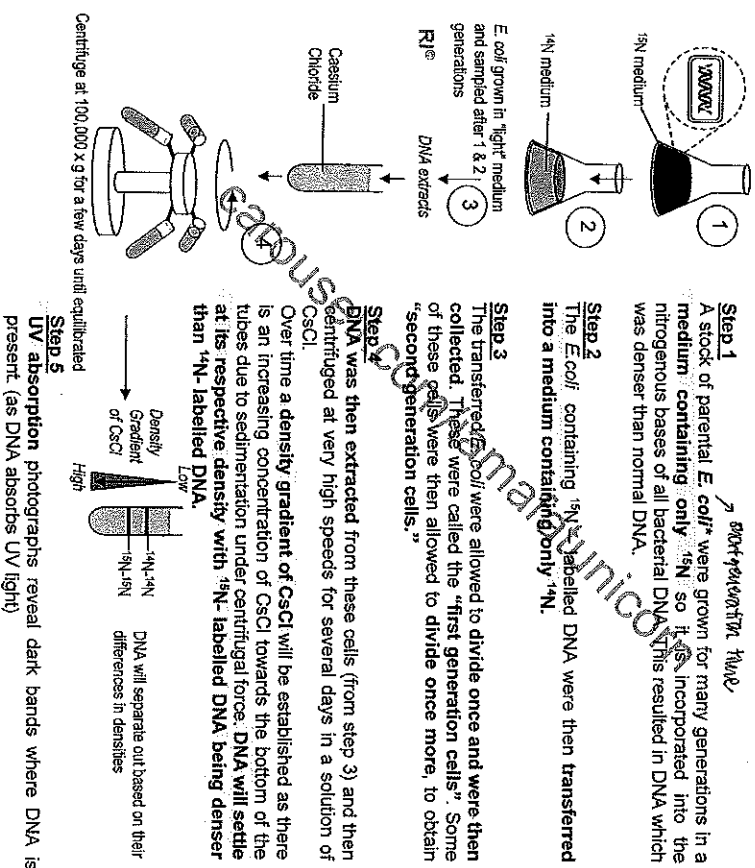 ↗ short generation time
Step 1
A stock of parental E. coli* were grown for many generations in a
medium containing only ¹⁵N so it is incorporated into the
nitrogenous bases of all bacterial DNA. This resulted in DNA which
was denser than normal DNA.
Step 2
The E.coli containing ¹⁵N-labelled DNA were then transferred
into a medium containing only ¹⁴N.
Step 3
The transferred E.coli were allowed to divide once and were then
collected. These were called the "first generation cells". Some
of these cells were then allowed to divide once more, to obtain
"second generation cells."
Step 4
DNA was then extracted from these cells (from step 3) and then
centrifuged at very high speeds for several days in a solution of
CsCl.
Over time a density gradient of CsCl will be established as there
is an increasing concentration of CsCl towards the bottom of the
tubes due to sedimentation under centrifugal force. DNA will settle
at its respective density with ¹⁵N- labelled DNA being denser
than ¹⁴N- labelled DNA.
Step 5
UV absorption photographs reveal dark bands where DNA is
present. (as DNA absorbs UV light)
¹⁵N medium
1
¹⁴N medium
2
E. coli grown in "light" medium
and sampled after 1 & 2
generations
RI©
DNA extracts
3
Caesium
Chloride
4
Centrifuge at 100,000 x g for a few days until equilibrated
Density
Gradient
of CsCl
Low
High
¹⁴N-¹⁴N
¹⁵N-¹⁵N
DNA will separate out based on their
differences in densities